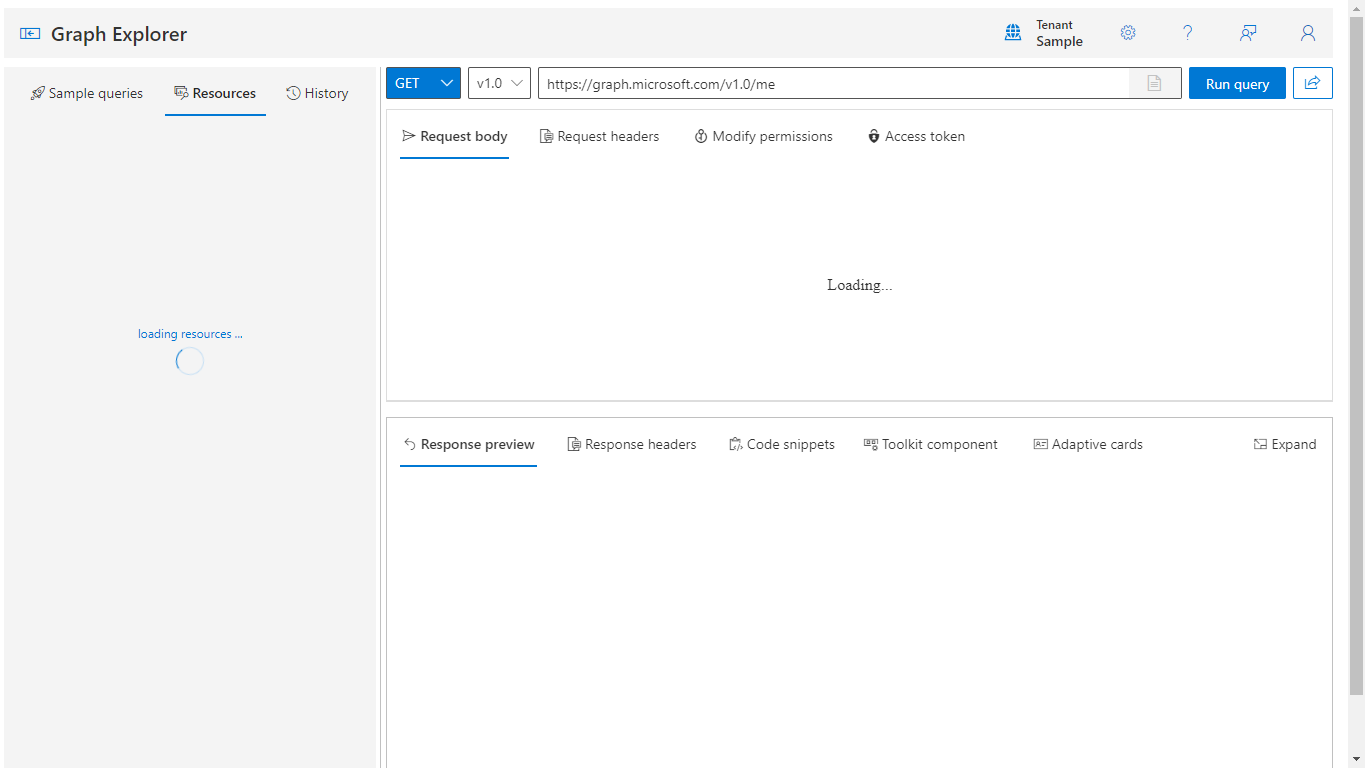 Graph Explorer
Tenant
Sample
Sample queries
Resources
History
loading resources ...
GET
v1.0
https://graph.microsoft.com/v1.0/me
Run query
Request body
Request headers
Modify permissions
Access token
Loading...
Response preview
Response headers
Code snippets
Toolkit component
Adaptive cards
Expand